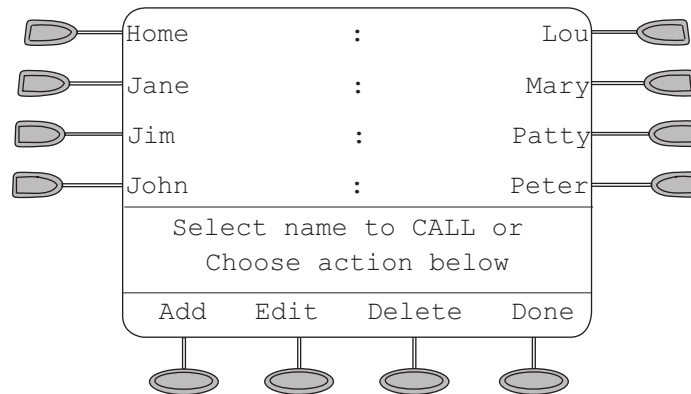 Home : Lou
Jane : Mary
Jim : Patty
John : Peter
Select name to CALL or
Choose action below
Add Edit Delete Done